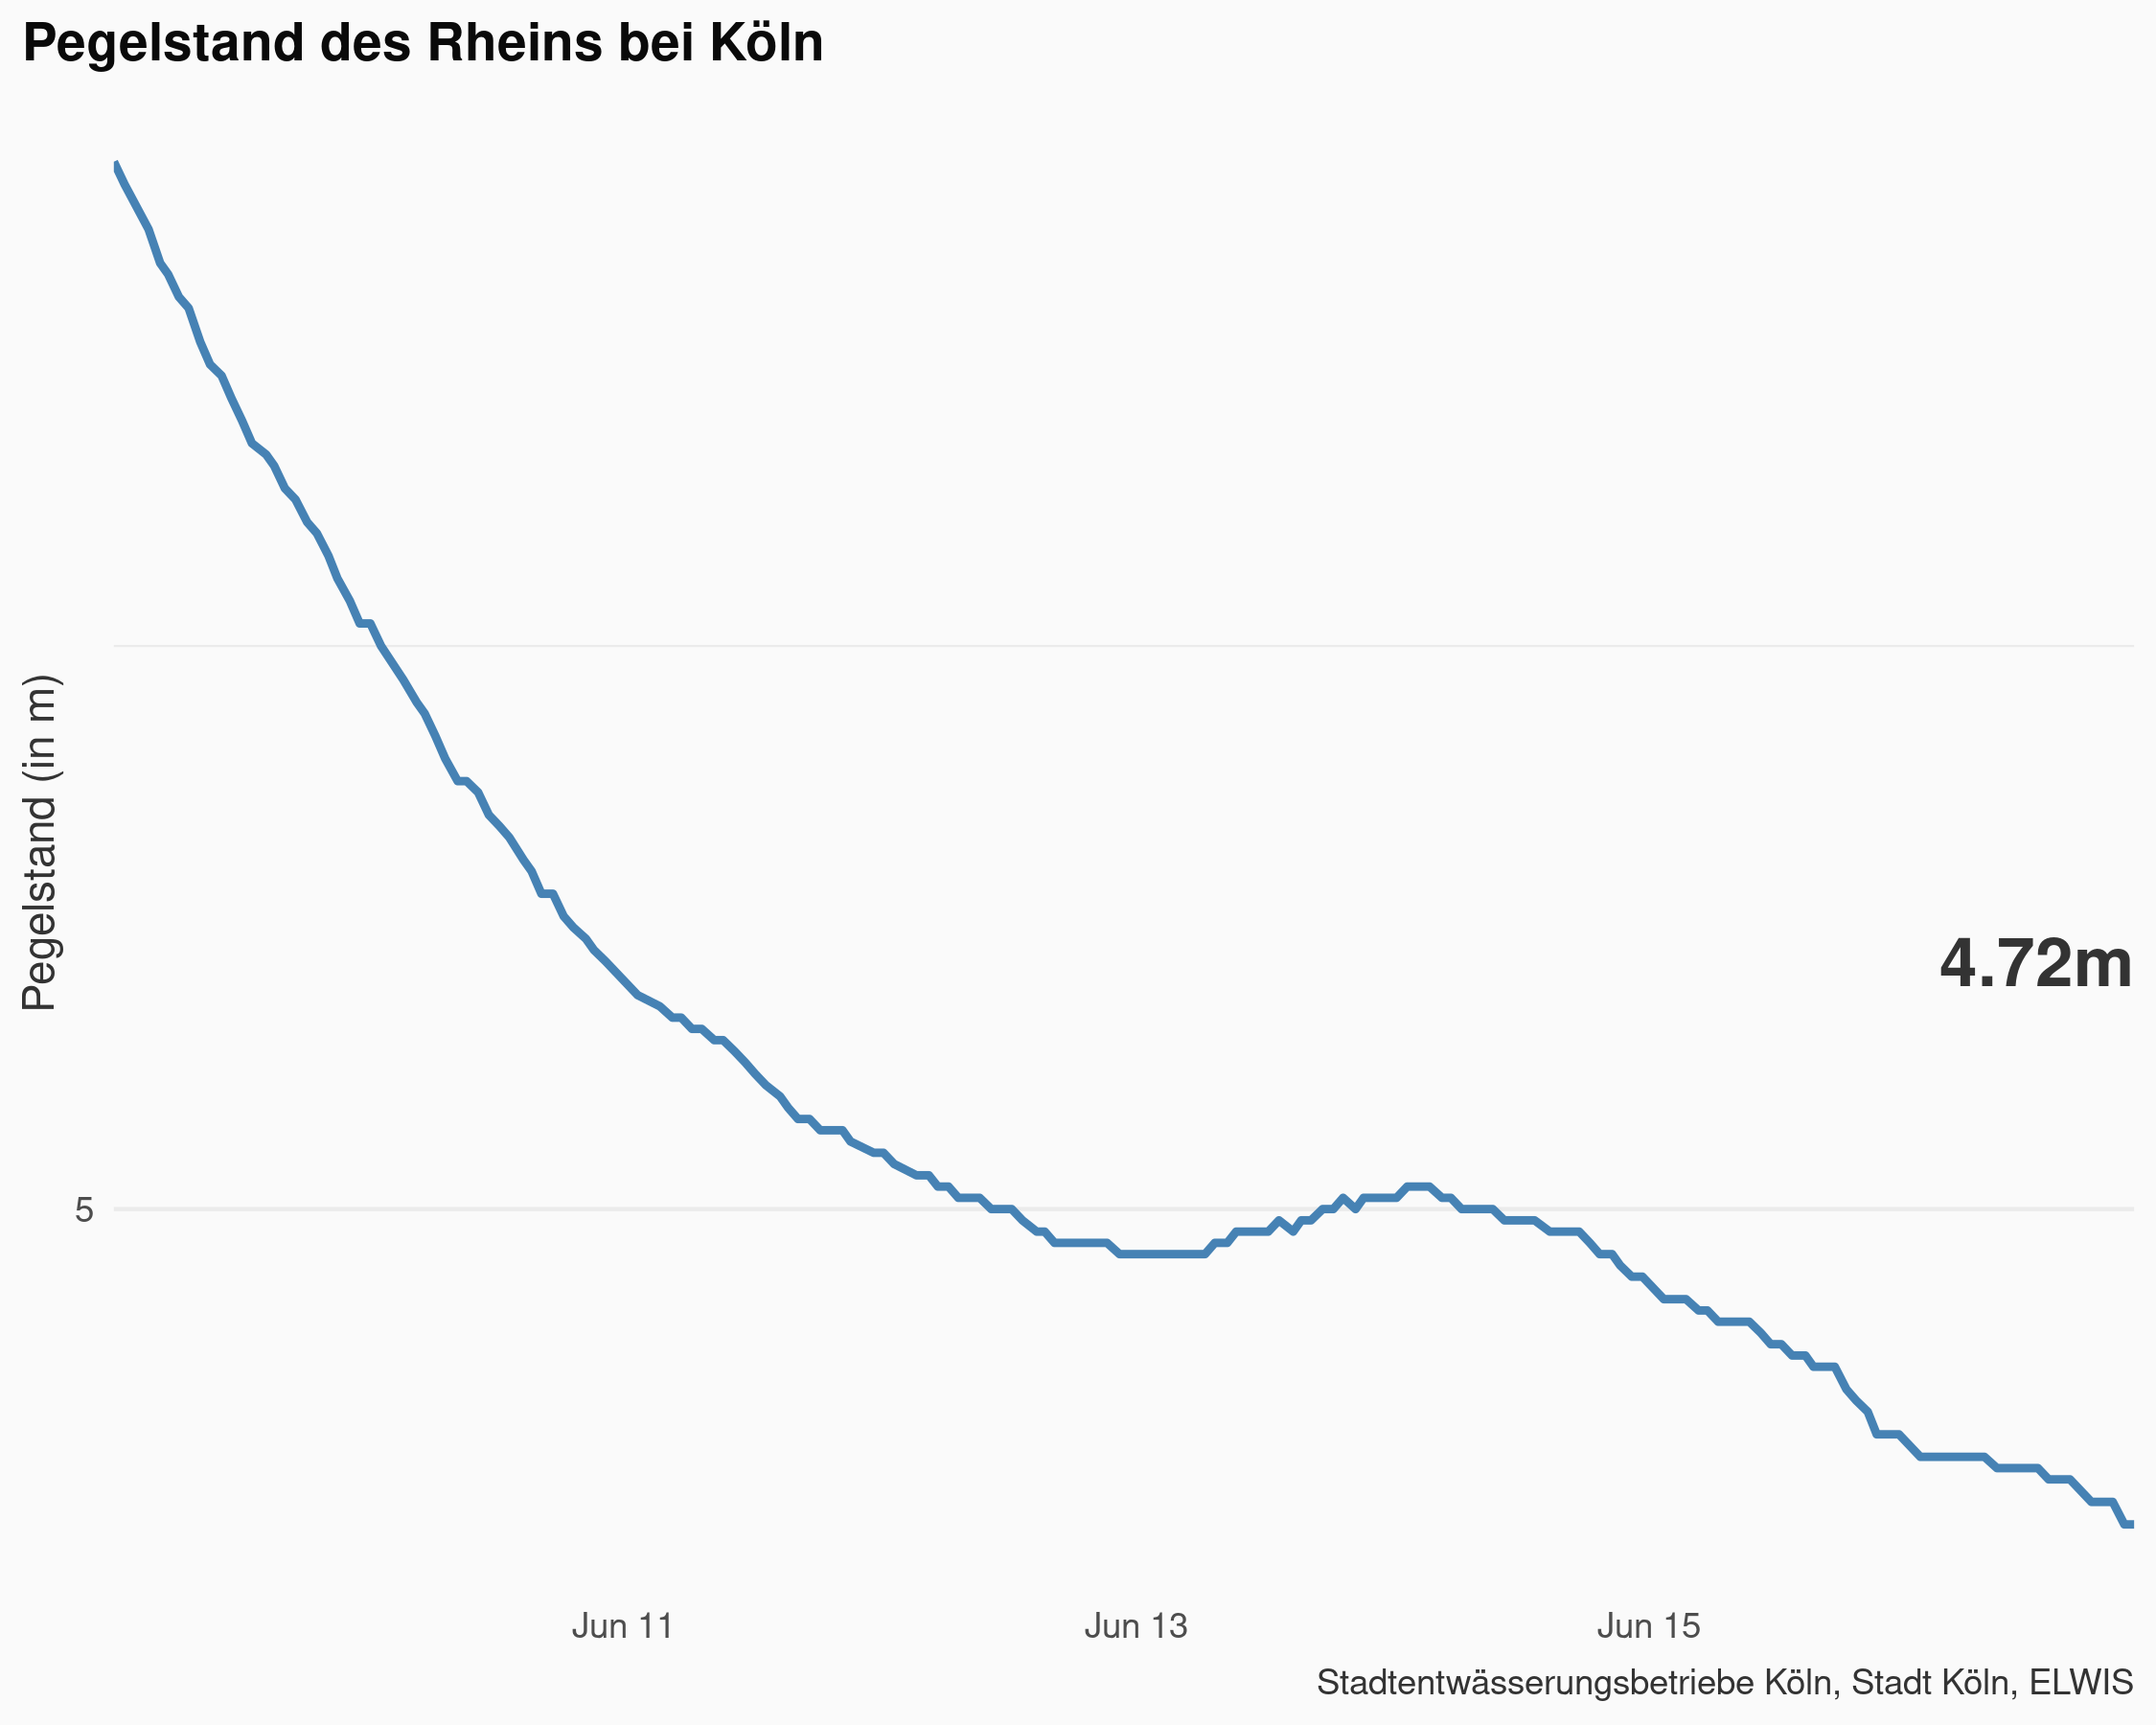 Pegelstand des Rheins bei Köln
Pegelstand (in m)
4.72m
5
Jun 11
Jun 13
Jun 15
Stadtentwässerungsbetriebe Köln, Stadt Köln, ELWIS